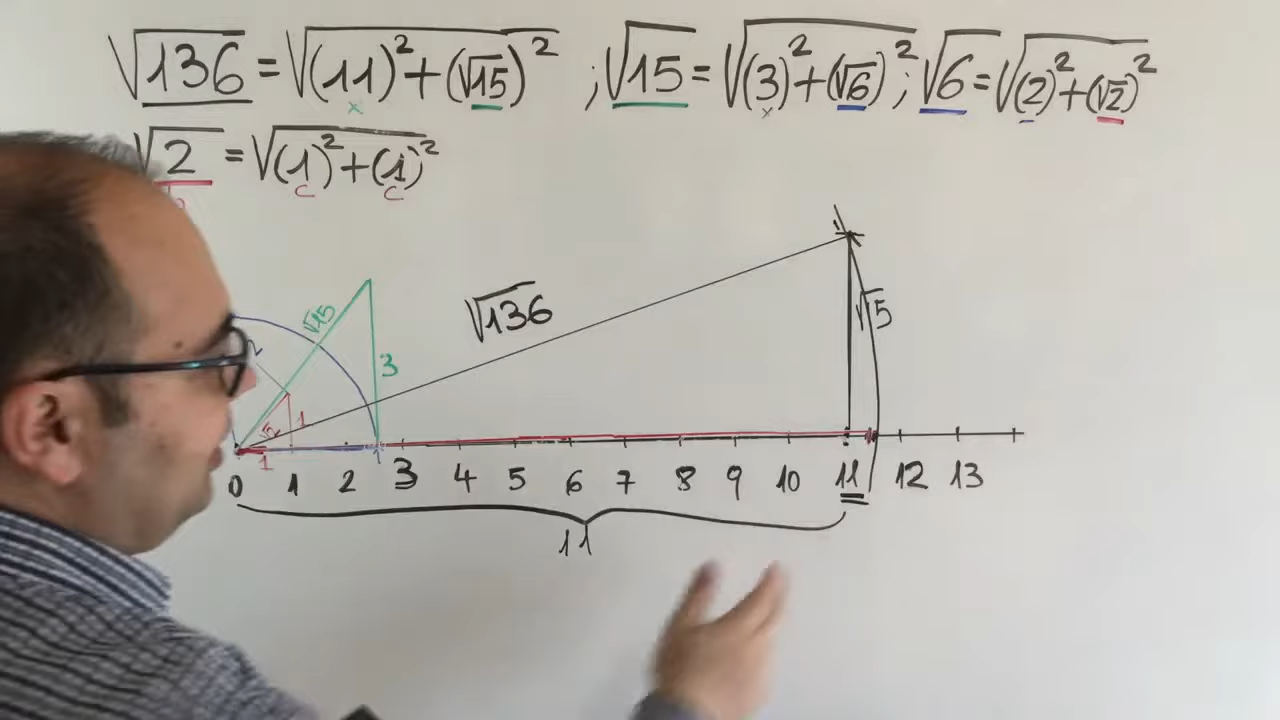 √136 = √(11)² + (√15)² ; √15 = √(3)² + (√6)² ; √6 = √(2)² + (√2)²
x x
√2 = √(1)² + (1)²
C C
√136
√15
√5
3
2
1
√2
1
0 1 2 3 4 5 6 7 8 9 10 11 12 13
11